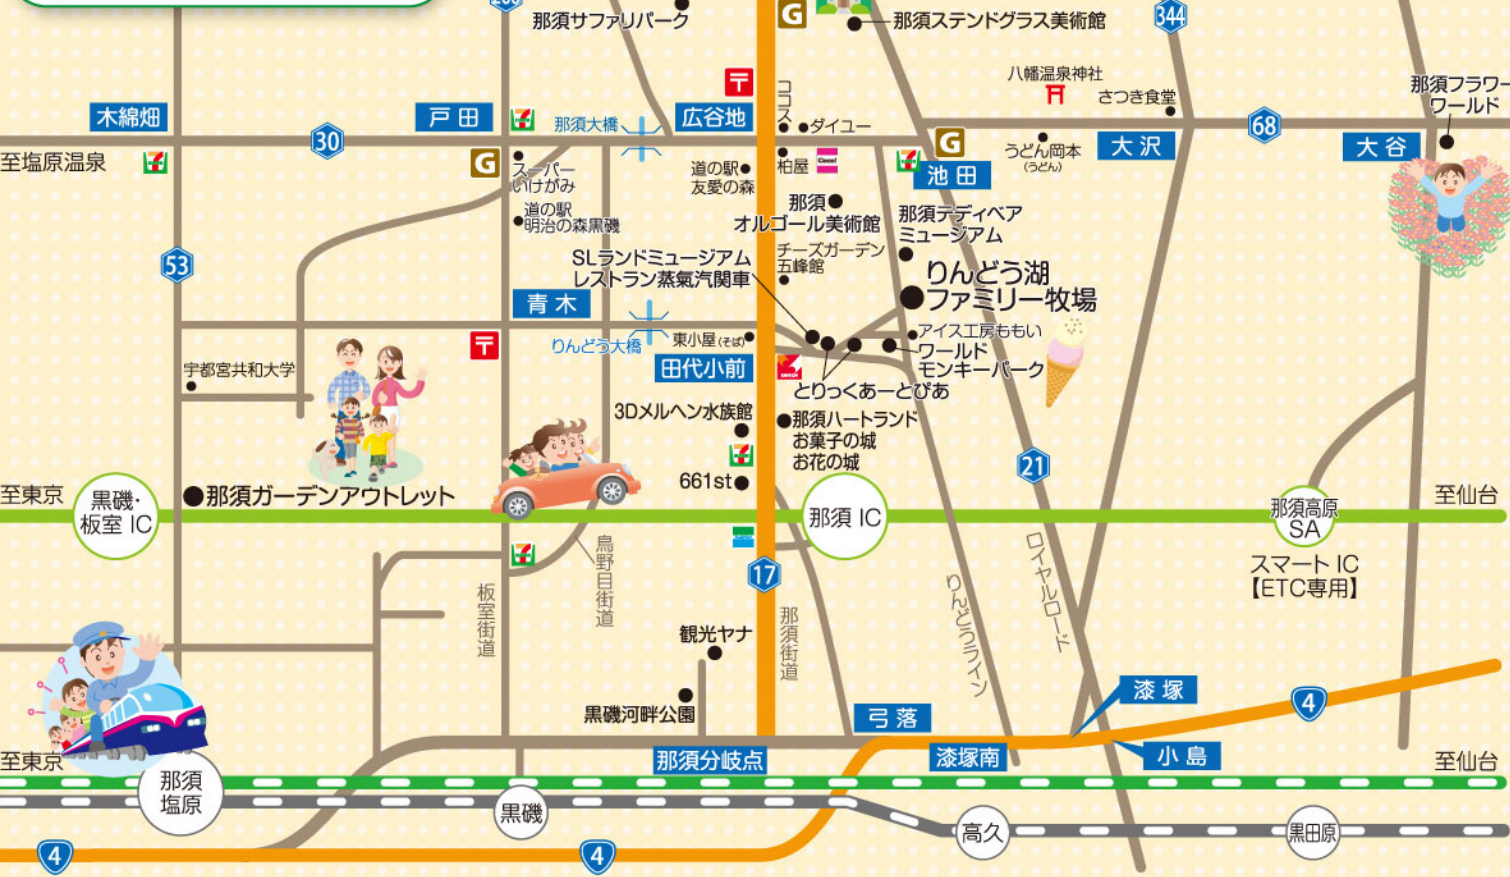 那須サファリパーク
G
那須ステンドグラス美術館
344
八幡温泉神社
さつき食堂
那須フラワー
ワールド
木綿畑
戸田
那須大橋
広谷地
ココス
ダイユー
68
30
G
うどん岡本
(うどん)
大沢
大谷
至塩原温泉
G
スーパー
いけがみ
道の駅
友愛の森
柏屋
池田
道の駅
明治の森黒磯
那須
オルゴール美術館
那須テディベア
ミュージアム
53
SLランドミュージアム
レストラン蒸氣汽関車
チーズガーデン
五峰館
りんどう湖
ファミリー牧場
青木
りんどう大橋
東小屋(そば)
アイス工房ももい
ワールド
モンキーパーク
田代小前
とりっくあーとぴあ
宇都宮共和大学
3Dメルヘン水族館
那須ハートランド
お菓子の城
お花の城
661st
21
至東京
黒磯・
板室 IC
那須ガーデンアウトレット
那須 IC
那須高原
SA
至仙台
スマート IC
【ETC専用】
鳥野目街道
板室街道
17
那須街道
りんどうライン
ロイヤルロード
観光ヤナ
黒磯河畔公園
漆塚
4
弓落
那須分岐点
漆塚南
小島
至東京
至仙台
那須
塩原
黒磯
高久
黒田原
4
4